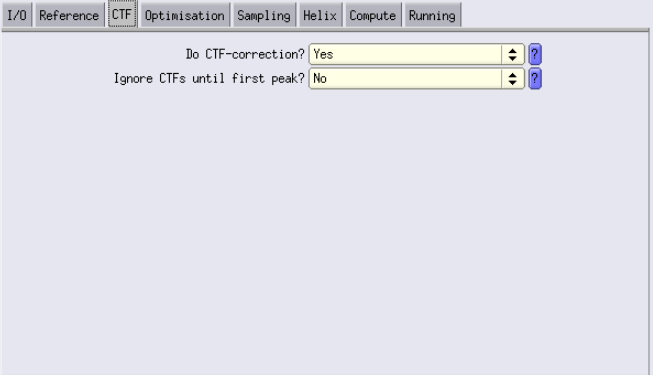 I/O Reference CTF Optimisation Sampling Helix Compute Running
Do CTF-correction? Yes ?
Ignore CTFs until first peak? No ?